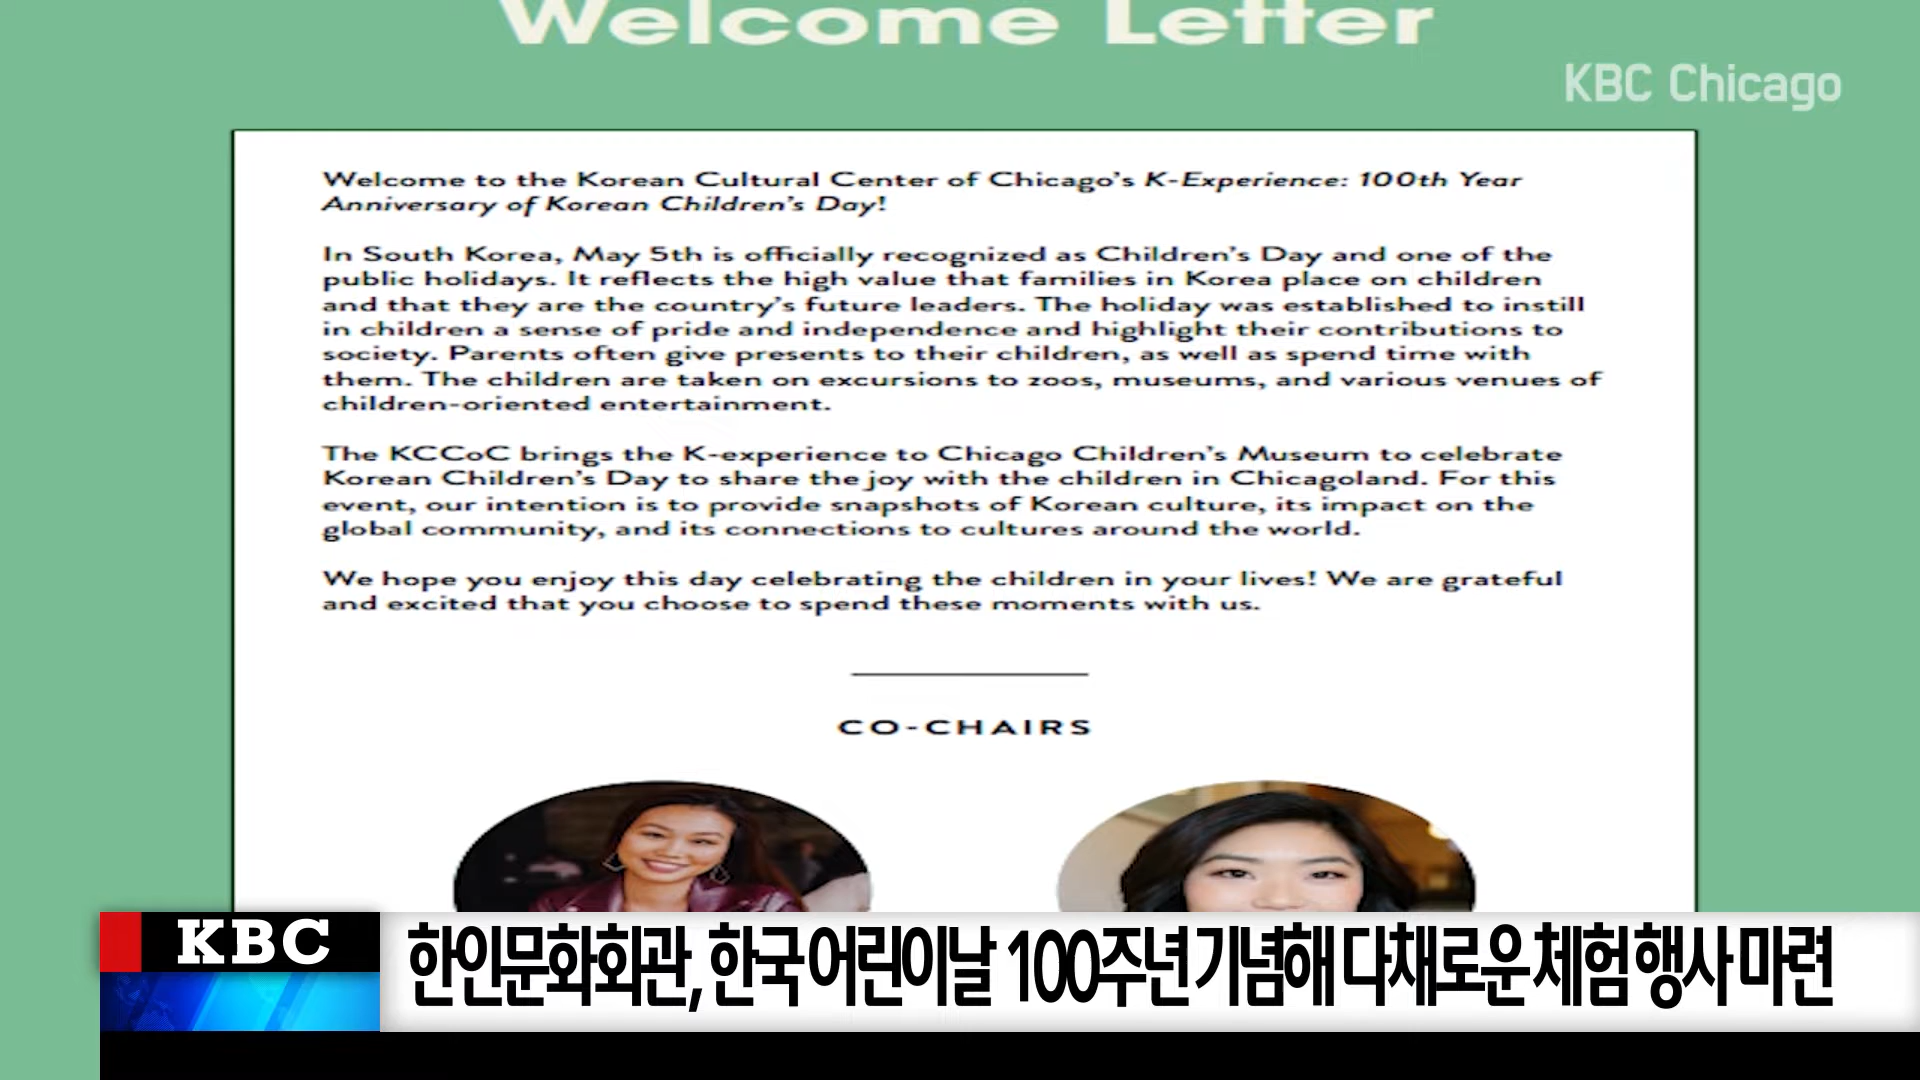 Welcome Letter
KBC Chicago
Welcome to the Korean Cultural Center of Chicago's K-Experience: 100th Year
Anniversary of Korean Children's Day!
In South Korea, May 5th is officially recognized as Children's Day and one of the
public holidays. It reflects the high value that families in Korea place on children
and that they are the country's future leaders. The holiday was established to instill
in children a sense of pride and independence and highlight their contributions to
society. Parents often give presents to their children, as well as spend time with
them. The children are taken on excursions to zoos, museums, and various venues of
children-oriented entertainment.
The KCCoC brings the K-experience to Chicago Children's Museum to celebrate
Korean Children's Day to share the joy with the children in Chicagoland. For this
event, our intention is to provide snapshots of Korean culture, its impact on the
global community, and its connections to cultures around the world.
We hope you enjoy this day celebrating the children in your lives! We are grateful
and excited that you choose to spend these moments with us.
CO-CHAIRS
KBC
한인문화회관, 한국 어린이날 100주년 기념해 다채로운 체험 행사 마련